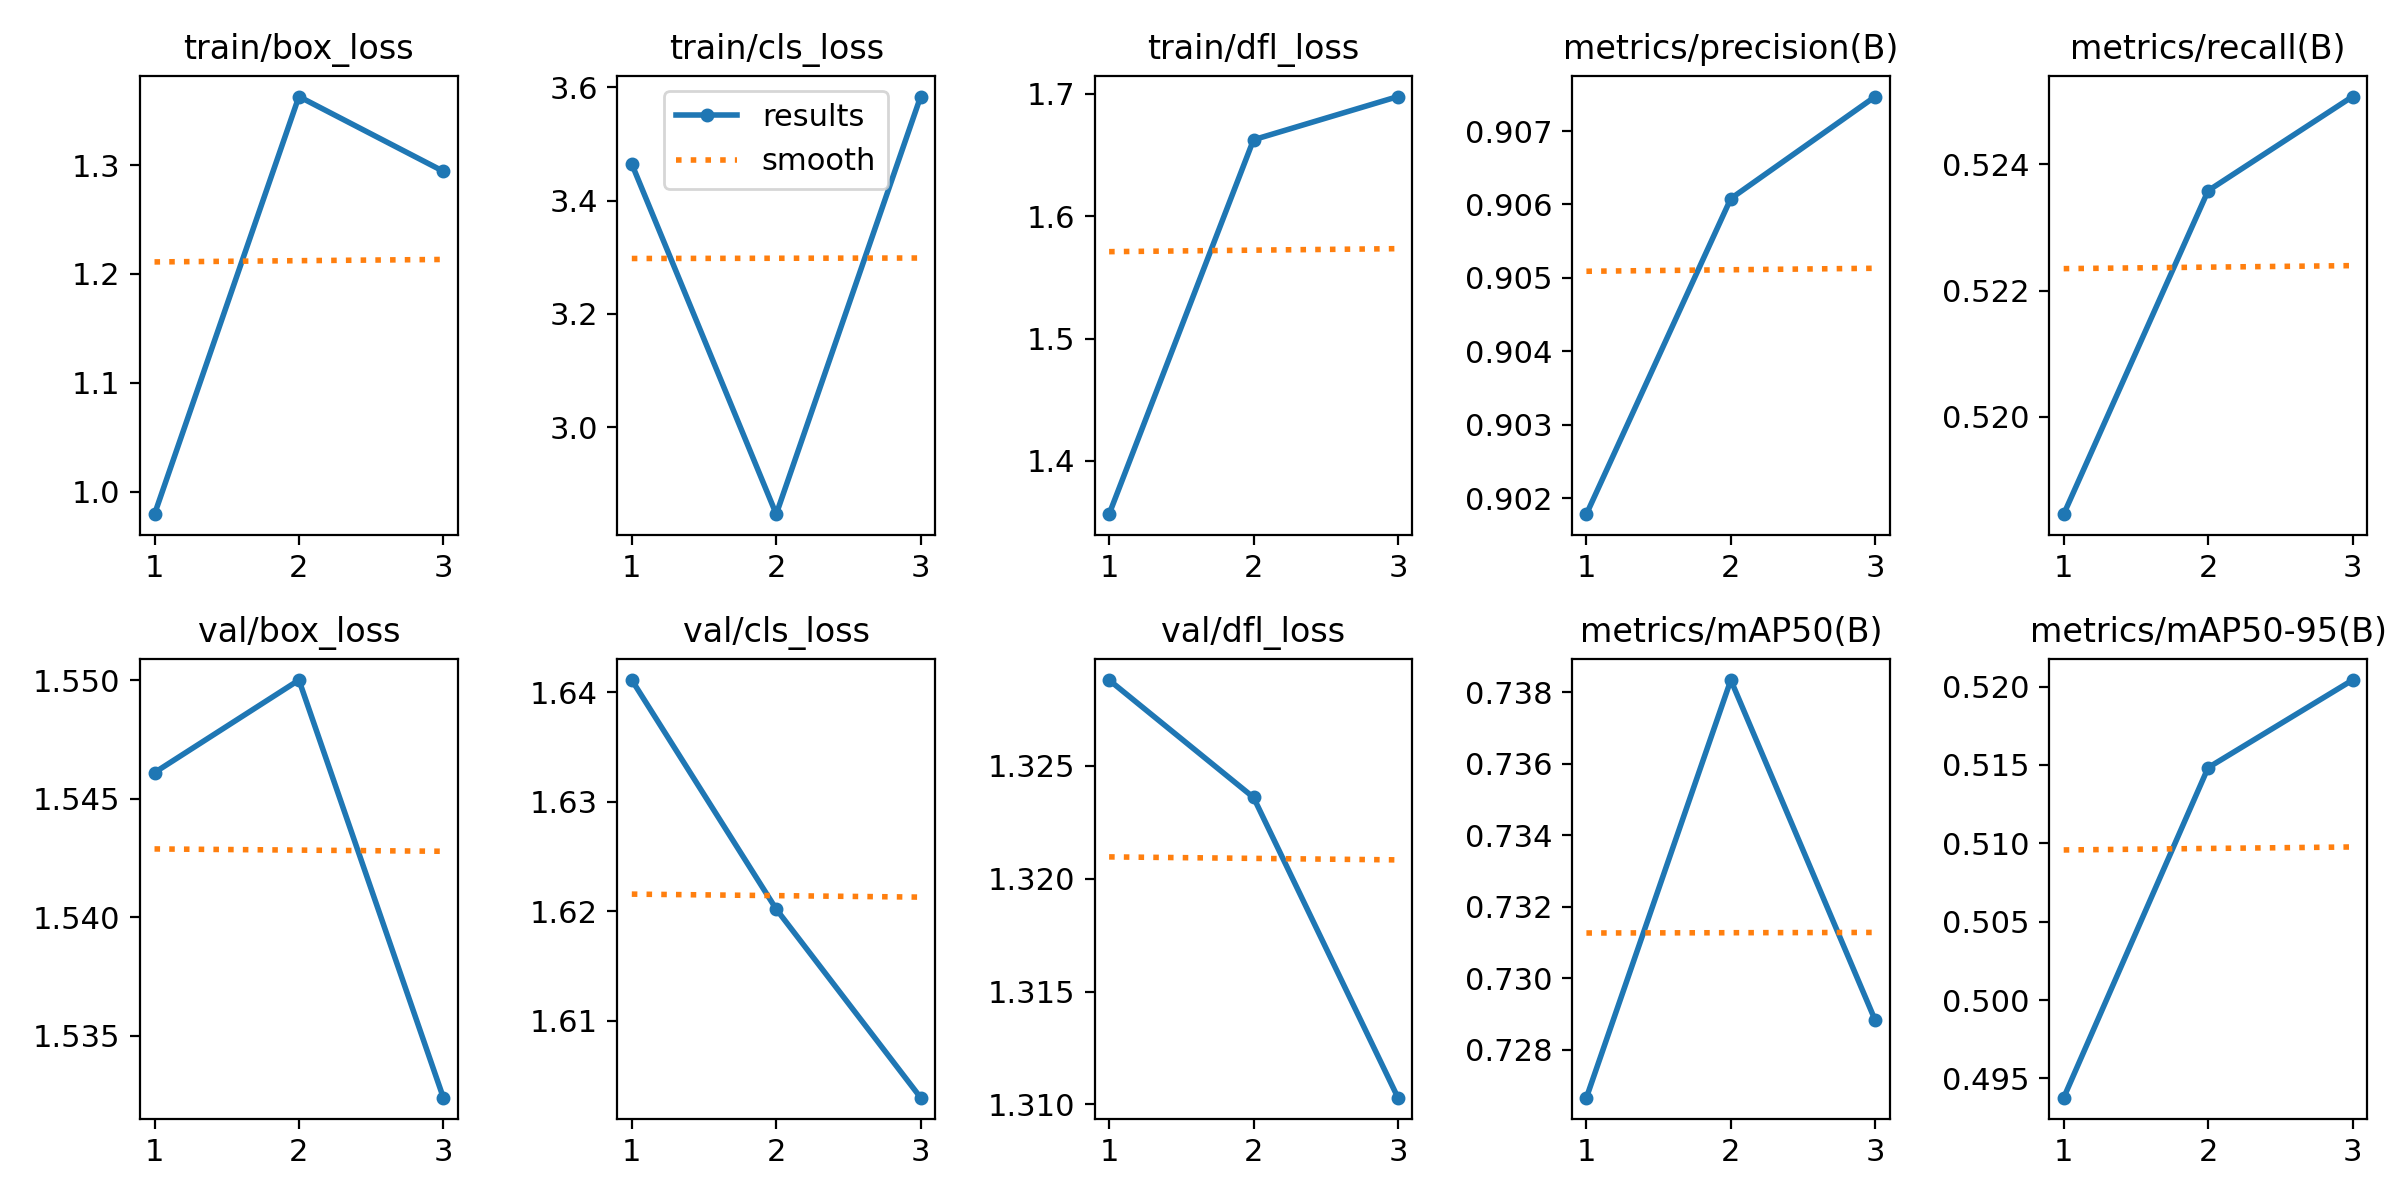 train/box_loss
1.3
1.2
1.1
1.0
1 2 3
train/cls_loss
results
smooth
3.6
3.4
3.2
3.0
1 2 3
train/dfl_loss
1.7
1.6
1.5
1.4
1 2 3
metrics/precision(B)
0.907
0.906
0.905
0.904
0.903
0.902
1 2 3
metrics/recall(B)
0.524
0.522
0.520
1 2 3
val/box_loss
1.550
1.545
1.540
1.535
1 2 3
val/cls_loss
1.64
1.63
1.62
1.61
1 2 3
val/dfl_loss
1.325
1.320
1.315
1.310
1 2 3
metrics/mAP50(B)
0.738
0.736
0.734
0.732
0.730
0.728
1 2 3
metrics/mAP50-95(B)
0.520
0.515
0.510
0.505
0.500
0.495
1 2 3